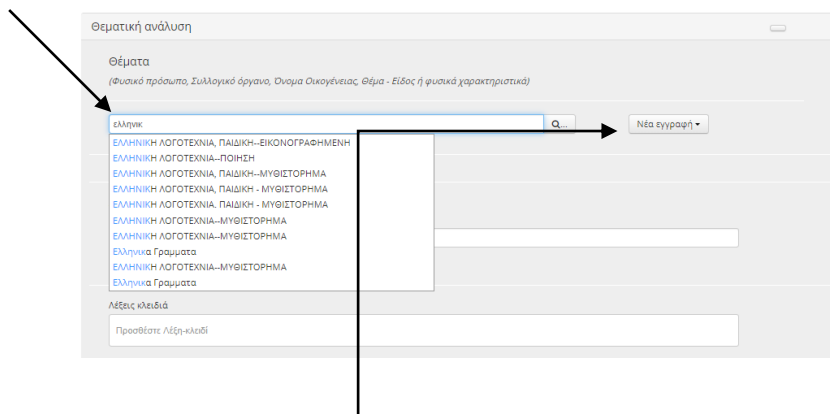 Θεματική ανάλυση
Θέματα
(Φυσικό πρόσωπο, Συλλογικό όργανο, Όνομα Οικογένειας, Θέμα - Είδος ή φυσικά χαρακτηριστικά)
ελληνικ
...
Νέα εγγραφή
ΕΛΛΗΝΙΚΗ ΛΟΓΟΤΕΧΝΙΑ, ΠΑΙΔΙΚΗ--ΕΙΚΟΝΟΓΡΑΦΗΜΕΝΗ
ΕΛΛΗΝΙΚΗ ΛΟΓΟΤΕΧΝΙΑ--ΠΟΙΗΣΗ
ΕΛΛΗΝΙΚΗ ΛΟΓΟΤΕΧΝΙΑ, ΠΑΙΔΙΚΗ--ΜΥΘΙΣΤΟΡΗΜΑ
ΕΛΛΗΝΙΚΗ ΛΟΓΟΤΕΧΝΙΑ, ΠΑΙΔΙΚΗ - ΜΥΘΙΣΤΟΡΗΜΑ
ΕΛΛΗΝΙΚΗ ΛΟΓΟΤΕΧΝΙΑ. ΠΑΙΔΙΚΗ - ΜΥΘΙΣΤΟΡΗΜΑ
ΕΛΛΗΝΙΚΗ ΛΟΓΟΤΕΧΝΙΑ--ΜΥΘΙΣΤΟΡΗΜΑ
ΕΛΛΗΝΙΚΗ ΛΟΓΟΤΕΧΝΙΑ--ΜΥΘΙΣΤΟΡΗΜΑ
Ελληνικα Γραμματα
ΕΛΛΗΝΙΚΗ ΛΟΓΟΤΕΧΝΙΑ--ΜΥΘΙΣΤΟΡΗΜΑ
Ελληνικα Γραμματα
Λέξεις κλειδιά
Προσθέστε Λέξη-κλειδί